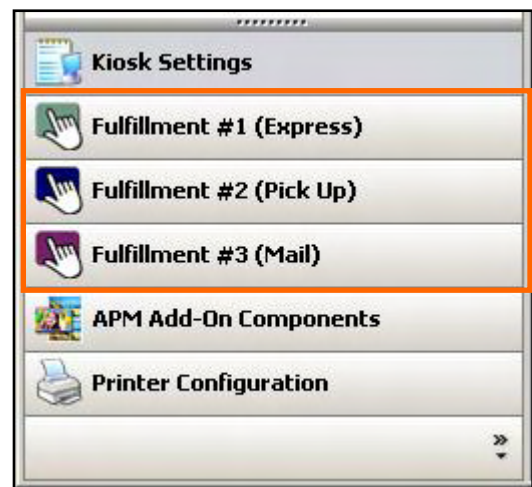 Kiosk Settings
Fulfillment #1 (Express)
Fulfillment #2 (Pick Up)
Fulfillment #3 (Mail)
APM Add-On Components
Printer Configuration